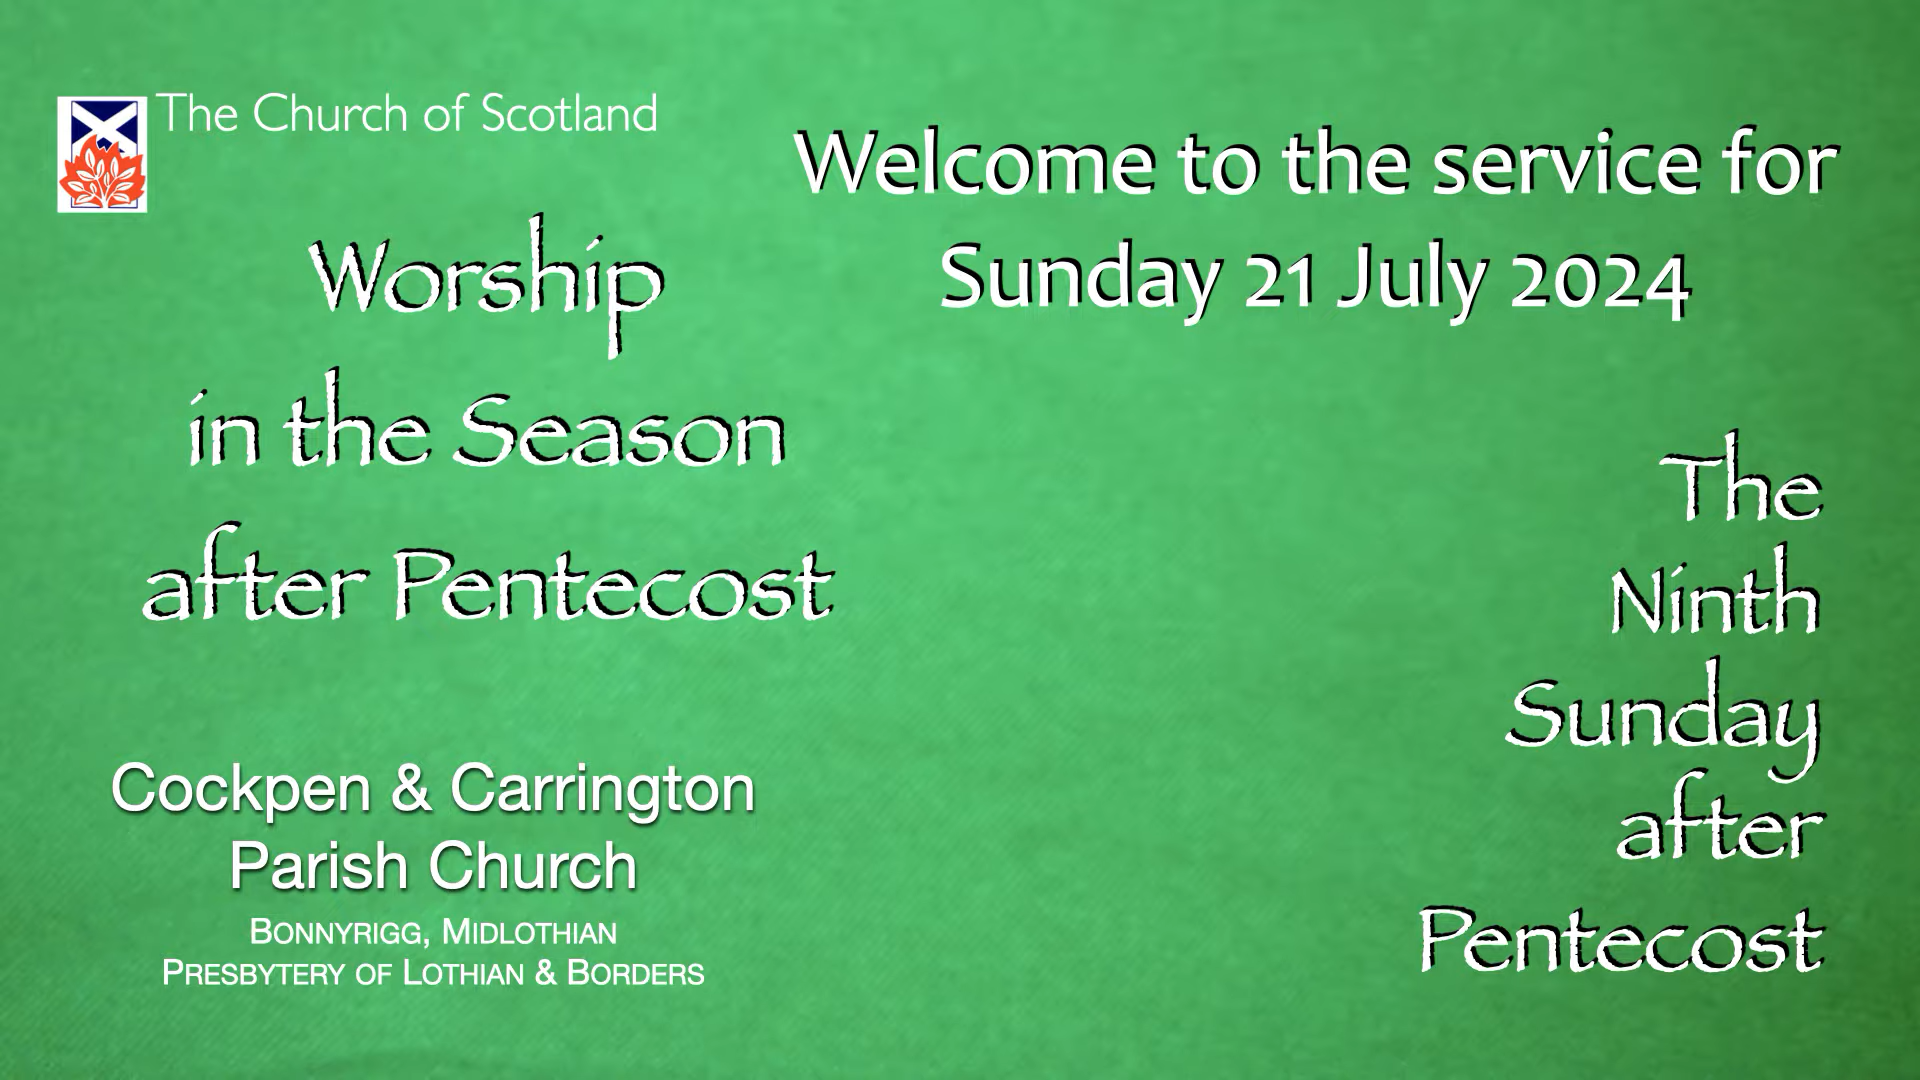 The Church of Scotland
Worship
in the Season
after Pentecost
Cockpen & Carrington
Parish Church
Bonnyrigg, Midlothian
Presbytery of Lothian & Borders
Welcome to the service for
Sunday 21 July 2024
The
Ninth
Sunday
after
Pentecost